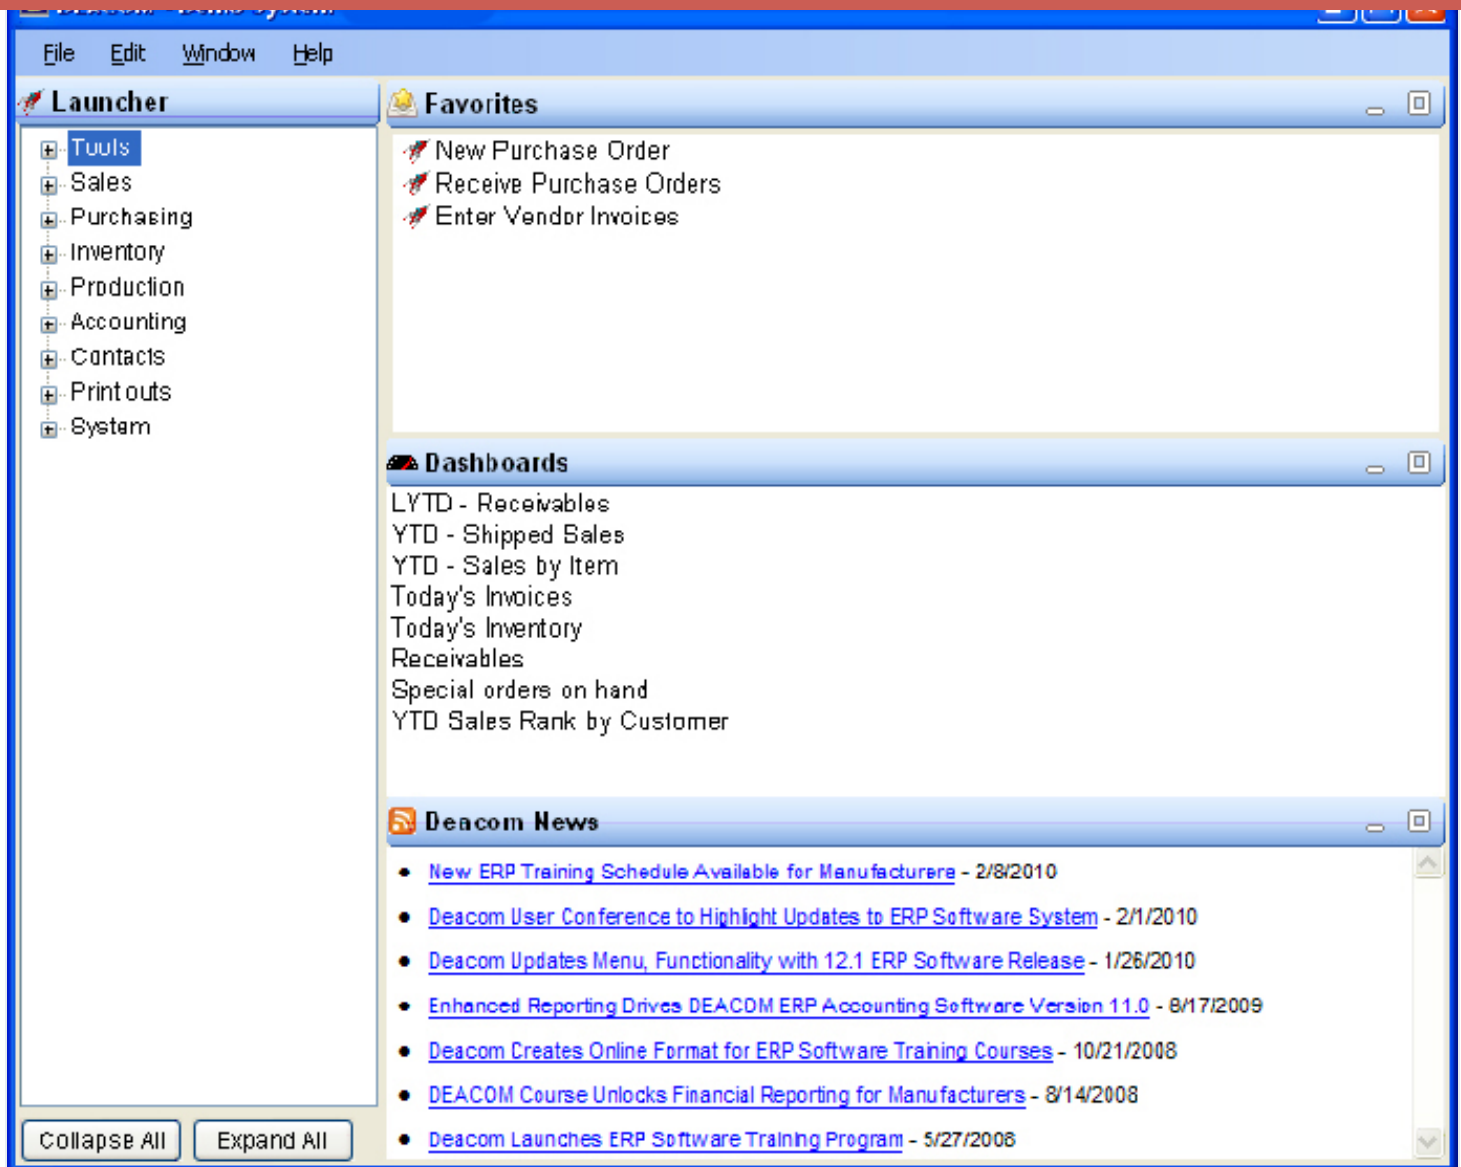 Deacom - Demo System
File Edit Window Help
Launcher
Tools
Sales
Purchasing
Inventory
Production
Accounting
Contacts
Printouts
System
Collapse All Expand All
Favorites
New Purchase Order
Receive Purchase Orders
Enter Vendor Invoices
Dashboards
LYTD - Receivables
YTD - Shipped Sales
YTD - Sales by Item
Today's Invoices
Today's Inventory
Receivables
Special orders on hand
YTD Sales Rank by Customer
Deacom News
• New ERP Training Schedule Available for Manufacturers - 2/8/2010
• Deacom User Conference to Highlight Updates to ERP Software System - 2/1/2010
• Deacom Updates Menu, Functionality with 12.1 ERP Software Release - 1/26/2010
• Enhanced Reporting Drives DEACOM ERP Accounting Software Version 11.0 - 8/17/2009
• Deacom Creates Online Format for ERP Software Training Courses - 10/21/2008
• DEACOM Course Unlocks Financial Reporting for Manufacturers - 8/14/2008
• Deacom Launches ERP Software Training Program - 5/27/2008